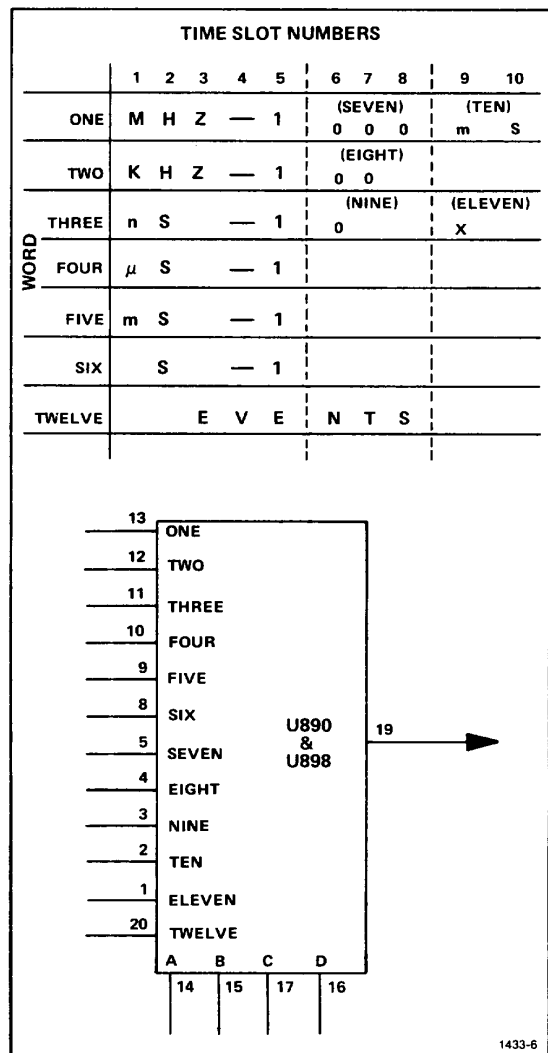 TIME SLOT NUMBERS
1 2 3 4 5 6 7 8 9 10
WORD
ONE M H Z — 1 (SEVEN) 0 0 0 (TEN) m S
TWO K H Z — 1 (EIGHT) 0 0
THREE n S — 1 (NINE) 0 (ELEVEN) X
FOUR μ S — 1
FIVE m S — 1
SIX S — 1
TWELVE E V E N T S
13 ONE
12 TWO
11 THREE
10 FOUR
9 FIVE
8 SIX
5 SEVEN
4 EIGHT
3 NINE
2 TEN
1 ELEVEN
20 TWELVE
U890
&
U898
19
A B C D
14 15 17 16
1433-6